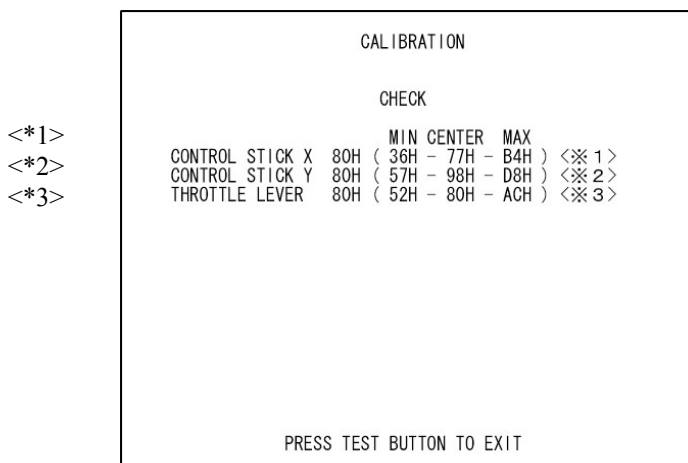 CALIBRATION
CHECK
MIN CENTER MAX
<*1> CONTROL STICK X 80H ( 36H - 77H - B4H ) <※1>
<*2> CONTROL STICK Y 80H ( 57H - 98H - D8H ) <※2>
<*3> THROTTLE LEVER 80H ( 52H - 80H - ACH ) <※3>
PRESS TEST BUTTON TO EXIT